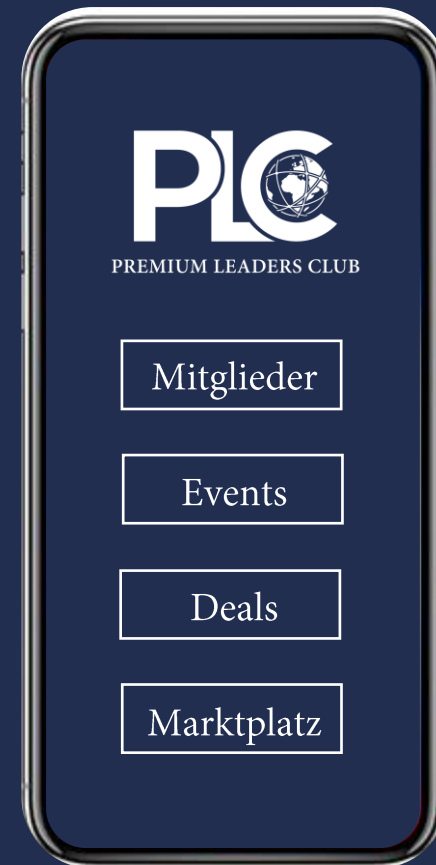 PLC
PREMIUM LEADERS CLUB
Mitglieder
Events
Deals
Marktplatz